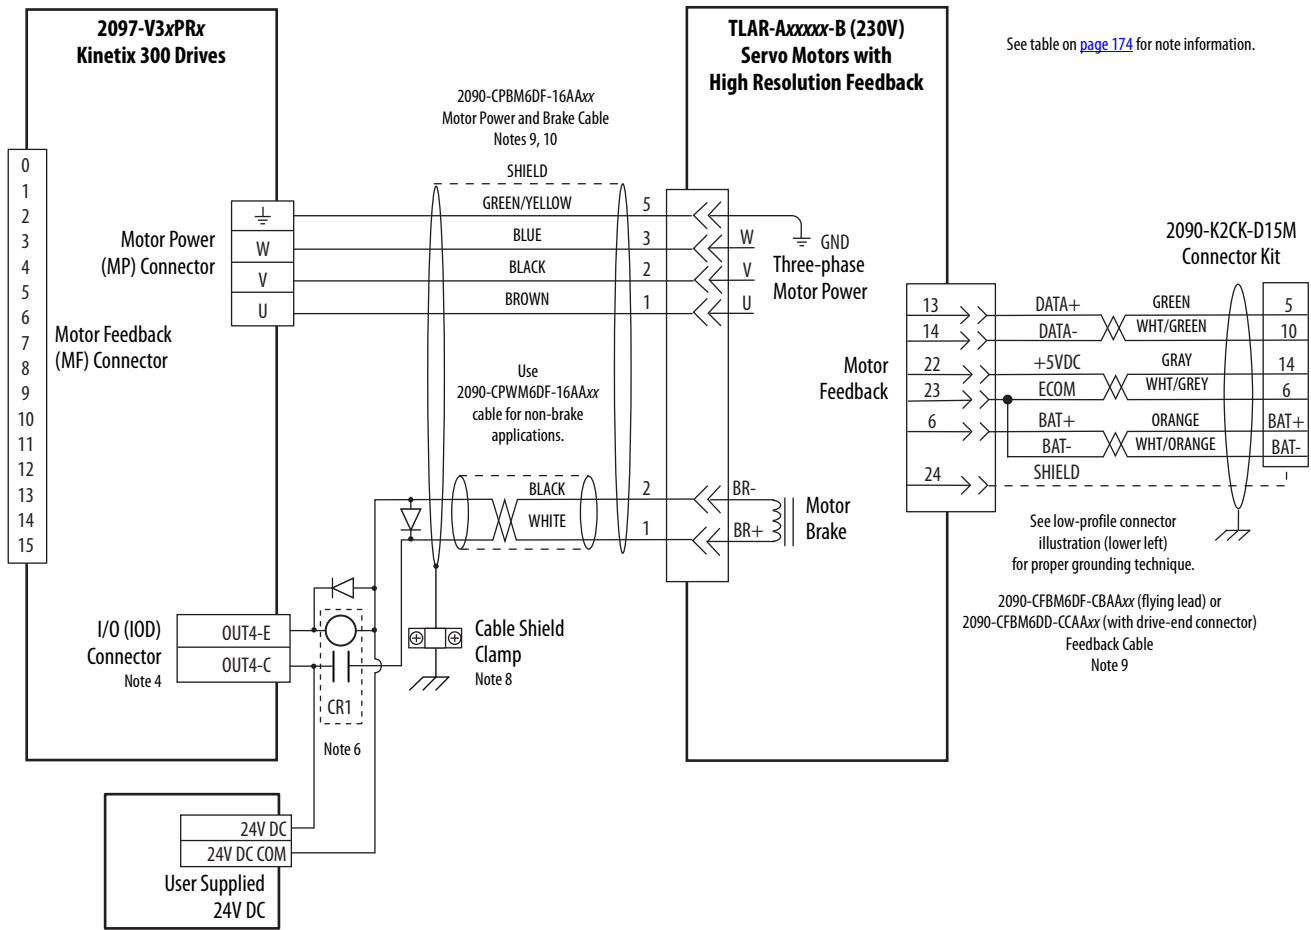 2097-V3xPRx
Kinetix 300 Drives
TLAR-Axxxxx-B (230V)
Servo Motors with
High Resolution Feedback
See table on page 174 for note information.
2090-CPBM6DF-16AAxx
Motor Power and Brake Cable
Notes 9, 10
SHIELD
0
1
2
3
4
5
6
7
8
9
10
11
12
13
14
15
Motor Feedback
(MF) Connector
Motor Power
(MP) Connector
W
V
U
GREEN/YELLOW
5
BLUE
3
BLACK
2
BROWN
1
W
V
U
GND
Three-phase
Motor Power
2090-K2CK-D15M
Connector Kit
Motor
Feedback
13
14
22
23
6
24
DATA+
DATA-
+5VDC
ECOM
BAT+
BAT-
SHIELD
GREEN
WHT/GREEN
GRAY
WHT/GREY
ORANGE
WHT/ORANGE
5
10
14
6
BAT+
BAT-
Use
2090-CPWM6DF-16AAxx
cable for non-brake
applications.
BLACK
2
WHITE
1
BR-
BR+
Motor
Brake
See low-profile connector
illustration (lower left)
for proper grounding technique.
2090-CFBM6DF-CBAAxx (flying lead) or
2090-CFBM6DD-CCAAxx (with drive-end connector)
Feedback Cable
Note 9
I/O (IOD)
Connector
Note 4
OUT4-E
OUT4-C
CR1
Note 6
Cable Shield
Clamp
Note 8
24V DC
24V DC COM
User Supplied
24V DC